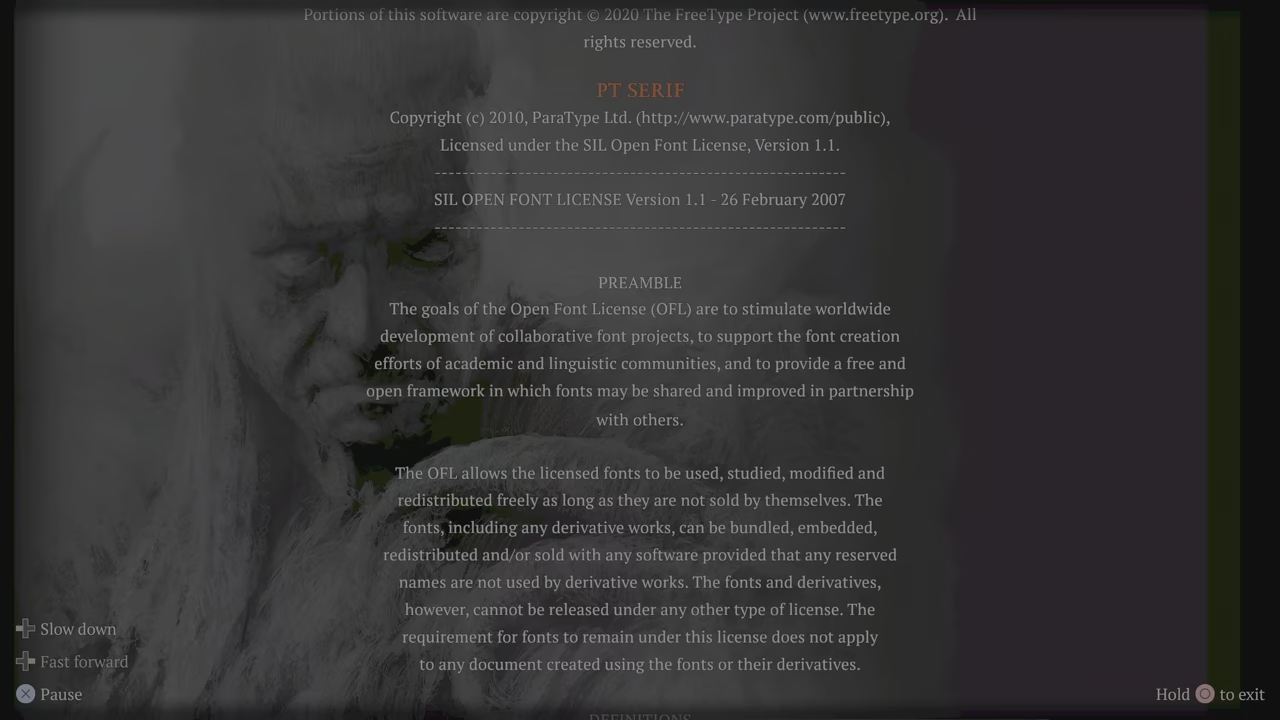 Portions of this software are copyright © 2020 The FreeType Project (www.freetype.org).  All
rights reserved.
PT SERIF
Copyright (c) 2010, ParaType Ltd. (http://www.paratype.com/public),
Licensed under the SIL Open Font License, Version 1.1.
-----------------------------------------------------------
SIL OPEN FONT LICENSE Version 1.1 - 26 February 2007
-----------------------------------------------------------
PREAMBLE
The goals of the Open Font License (OFL) are to stimulate worldwide
development of collaborative font projects, to support the font creation
efforts of academic and linguistic communities, and to provide a free and
open framework in which fonts may be shared and improved in partnership
with others.
The OFL allows the licensed fonts to be used, studied, modified and
redistributed freely as long as they are not sold by themselves. The
fonts, including any derivative works, can be bundled, embedded,
redistributed and/or sold with any software provided that any reserved
names are not used by derivative works. The fonts and derivatives,
however, cannot be released under any other type of license. The
requirement for fonts to remain under this license does not apply
to any document created using the fonts or their derivatives.
DEFINITIONS
Slow down
Fast forward
Pause
Hold to exit